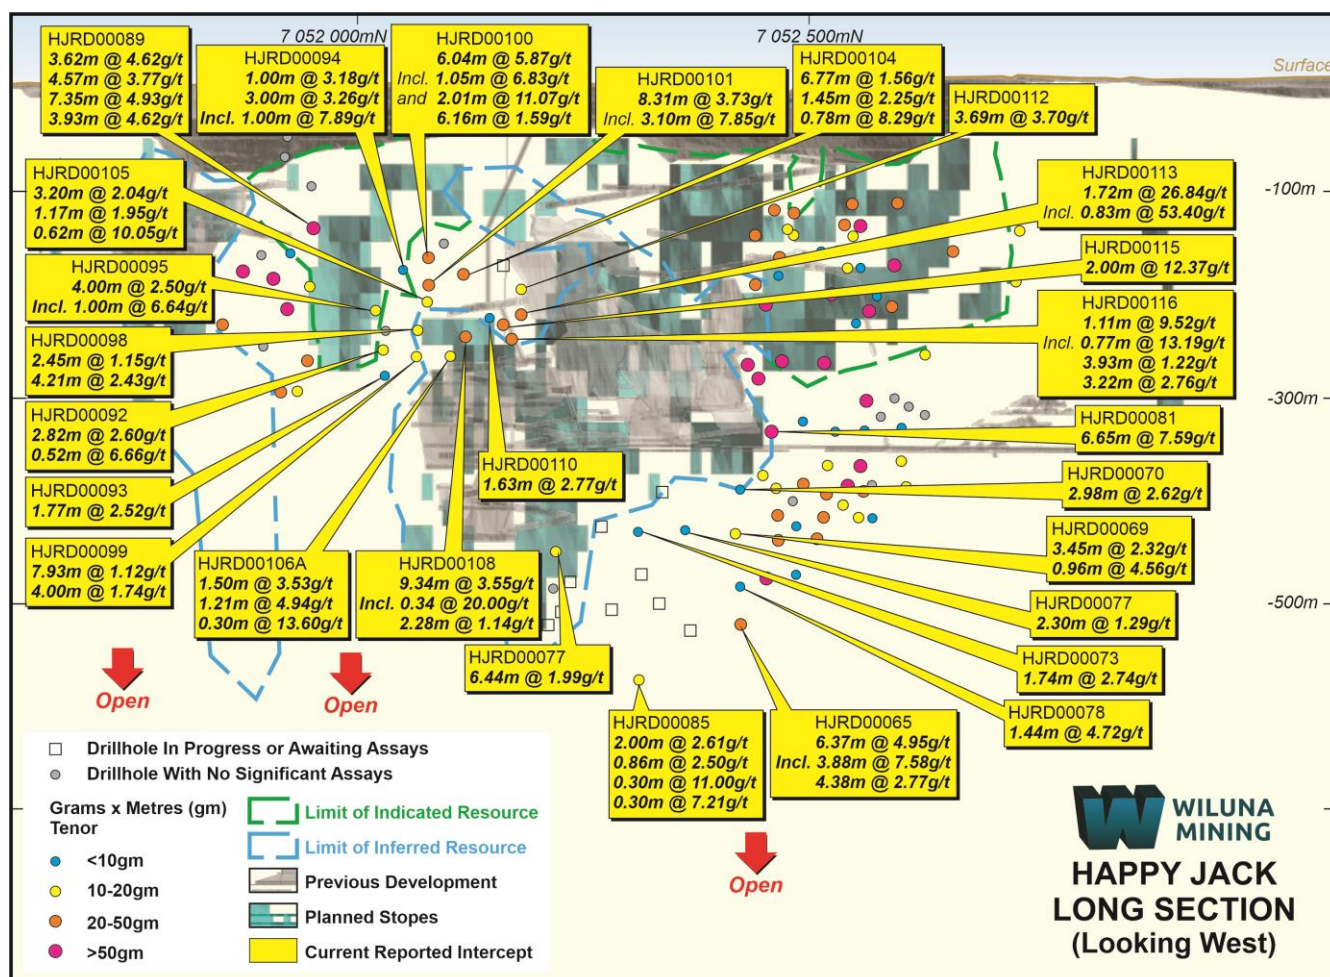 7 052 000mN
7 052 500mN
Surface
HJRD00089
3.62m @ 4.62g/t
4.57m @ 3.77g/t
7.35m @ 4.93g/t
3.93m @ 4.62g/t
HJRD00094
1.00m @ 3.18g/t
3.00m @ 3.26g/t
Incl. 1.00m @ 7.89g/t
HJRD00100
6.04m @ 5.87g/t
Incl. 1.05m @ 6.83g/t
and 2.01m @ 11.07g/t
6.16m @ 1.59g/t
HJRD00101
8.31m @ 3.73g/t
Incl. 3.10m @ 7.85g/t
HJRD00104
6.77m @ 1.56g/t
1.45m @ 2.25g/t
0.78m @ 8.29g/t
HJRD00112
3.69m @ 3.70g/t
HJRD00105
3.20m @ 2.04g/t
1.17m @ 1.95g/t
0.62m @ 10.05g/t
HJRD00113
1.72m @ 26.84g/t
Incl. 0.83m @ 53.40g/t
-100m
HJRD00095
4.00m @ 2.50g/t
Incl. 1.00m @ 6.64g/t
HJRD00115
2.00m @ 12.37g/t
HJRD00098
2.45m @ 1.15g/t
4.21m @ 2.43g/t
HJRD00116
1.11m @ 9.52g/t
Incl. 0.77m @ 13.19g/t
3.93m @ 1.22g/t
3.22m @ 2.76g/t
-300m
HJRD00092
2.82m @ 2.60g/t
0.52m @ 6.66g/t
HJRD00081
6.65m @ 7.59g/t
HJRD00093
1.77m @ 2.52g/t
HJRD00110
1.63m @ 2.77g/t
HJRD00070
2.98m @ 2.62g/t
HJRD00099
7.93m @ 1.12g/t
4.00m @ 1.74g/t
HJRD00106A
1.50m @ 3.53g/t
1.21m @ 4.94g/t
0.30m @ 13.60g/t
HJRD00108
9.34m @ 3.55g/t
Incl. 0.34 @ 20.00g/t
2.28m @ 1.14g/t
HJRD00069
3.45m @ 2.32g/t
0.96m @ 4.56g/t
-500m
HJRD00077
2.30m @ 1.29g/t
HJRD00077
6.44m @ 1.99g/t
HJRD00073
1.74m @ 2.74g/t
HJRD00078
1.44m @ 4.72g/t
Open
Open
HJRD00085
2.00m @ 2.61g/t
0.86m @ 2.50g/t
0.30m @ 11.00g/t
0.30m @ 7.21g/t
HJRD00065
6.37m @ 4.95g/t
Incl. 3.88m @ 7.58g/t
4.38m @ 2.77g/t
Open
Drillhole In Progress or Awaiting Assays
Drillhole With No Significant Assays
Grams x Metres (gm)
Tenor
<10gm
10-20gm
20-50gm
>50gm
Limit of Indicated Resource
Limit of Inferred Resource
Previous Development
Planned Stopes
Current Reported Intercept
WILUNA
MINING
HAPPY JACK
LONG SECTION
(Looking West)